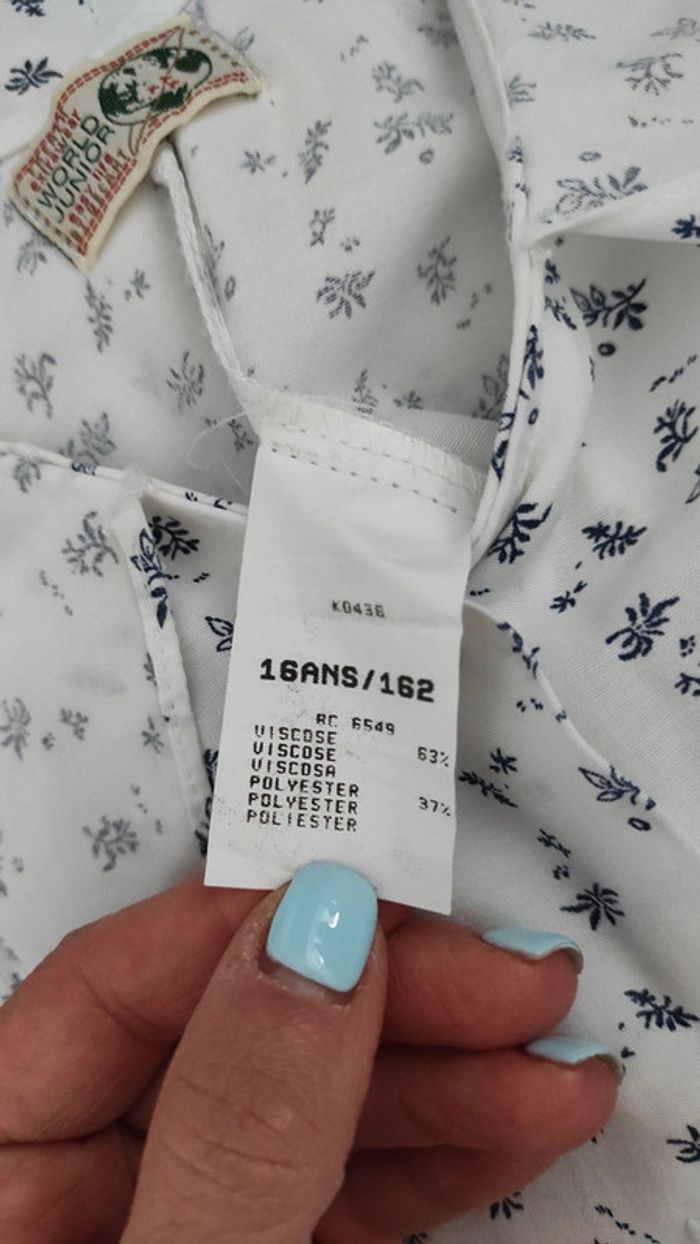 WORLD
JUNIOR
K0436
16ANS/162
RC 6549
VISCOSE
VISCOSE 63%
VISCOSA
POLYESTER
POLYESTER 37%
POLIESTER